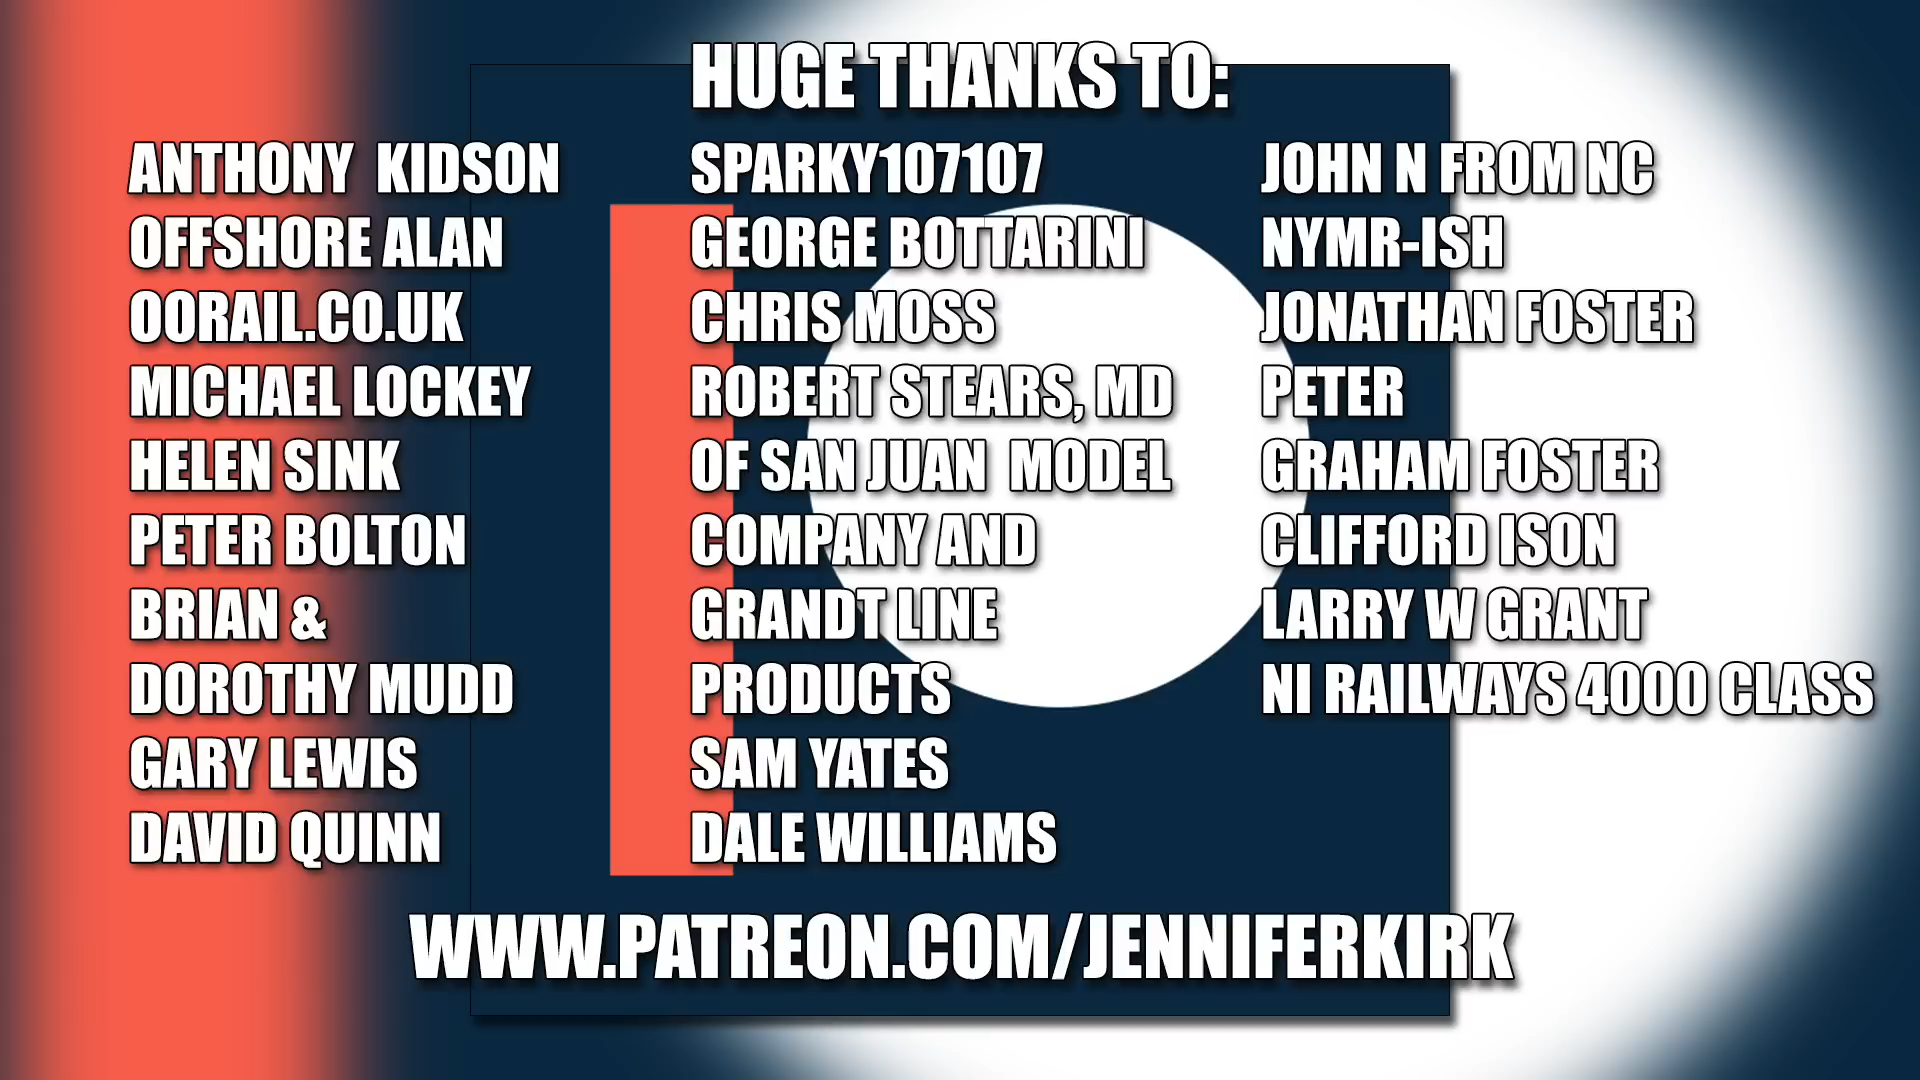 HUGE THANKS TO:
ANTHONY KIDSON
OFFSHORE ALAN
OORAIL.CO.UK
MICHAEL LOCKEY
HELEN SINK
PETER BOLTON
BRIAN &
DOROTHY MUDD
GARY LEWIS
DAVID QUINN
SPARKY107107
GEORGE BOTTARINI
CHRIS MOSS
ROBERT STEARS, MD
OF SAN JUAN MODEL
COMPANY AND
GRANDT LINE
PRODUCTS
SAM YATES
DALE WILLIAMS
JOHN N FROM NC
NYMR-ISH
JONATHAN FOSTER
PETER
GRAHAM FOSTER
CLIFFORD ISON
LARRY W GRANT
NI RAILWAYS 4000 CLASS
WWW.PATREON.COM/JENNIFERKIRK